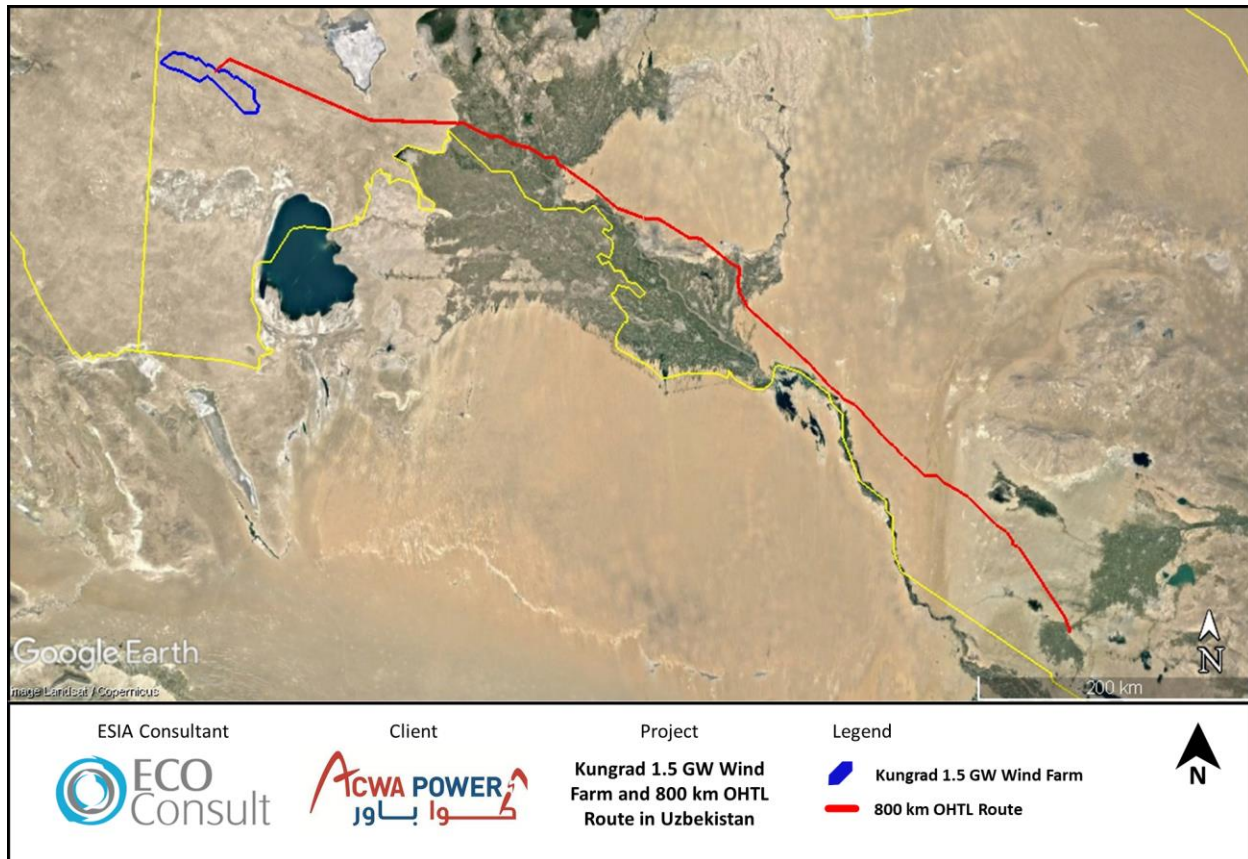 N
Google Earth
Image Landsat / Copernicus
200 km
ESIA Consultant
ECO
Consult
Client
ACWA POWER
كوا باور
Project
Kungrad 1.5 GW Wind
Farm and 800 km OHTL
Route in Uzbekistan
Legend
Kungrad 1.5 GW Wind Farm
800 km OHTL Route
N